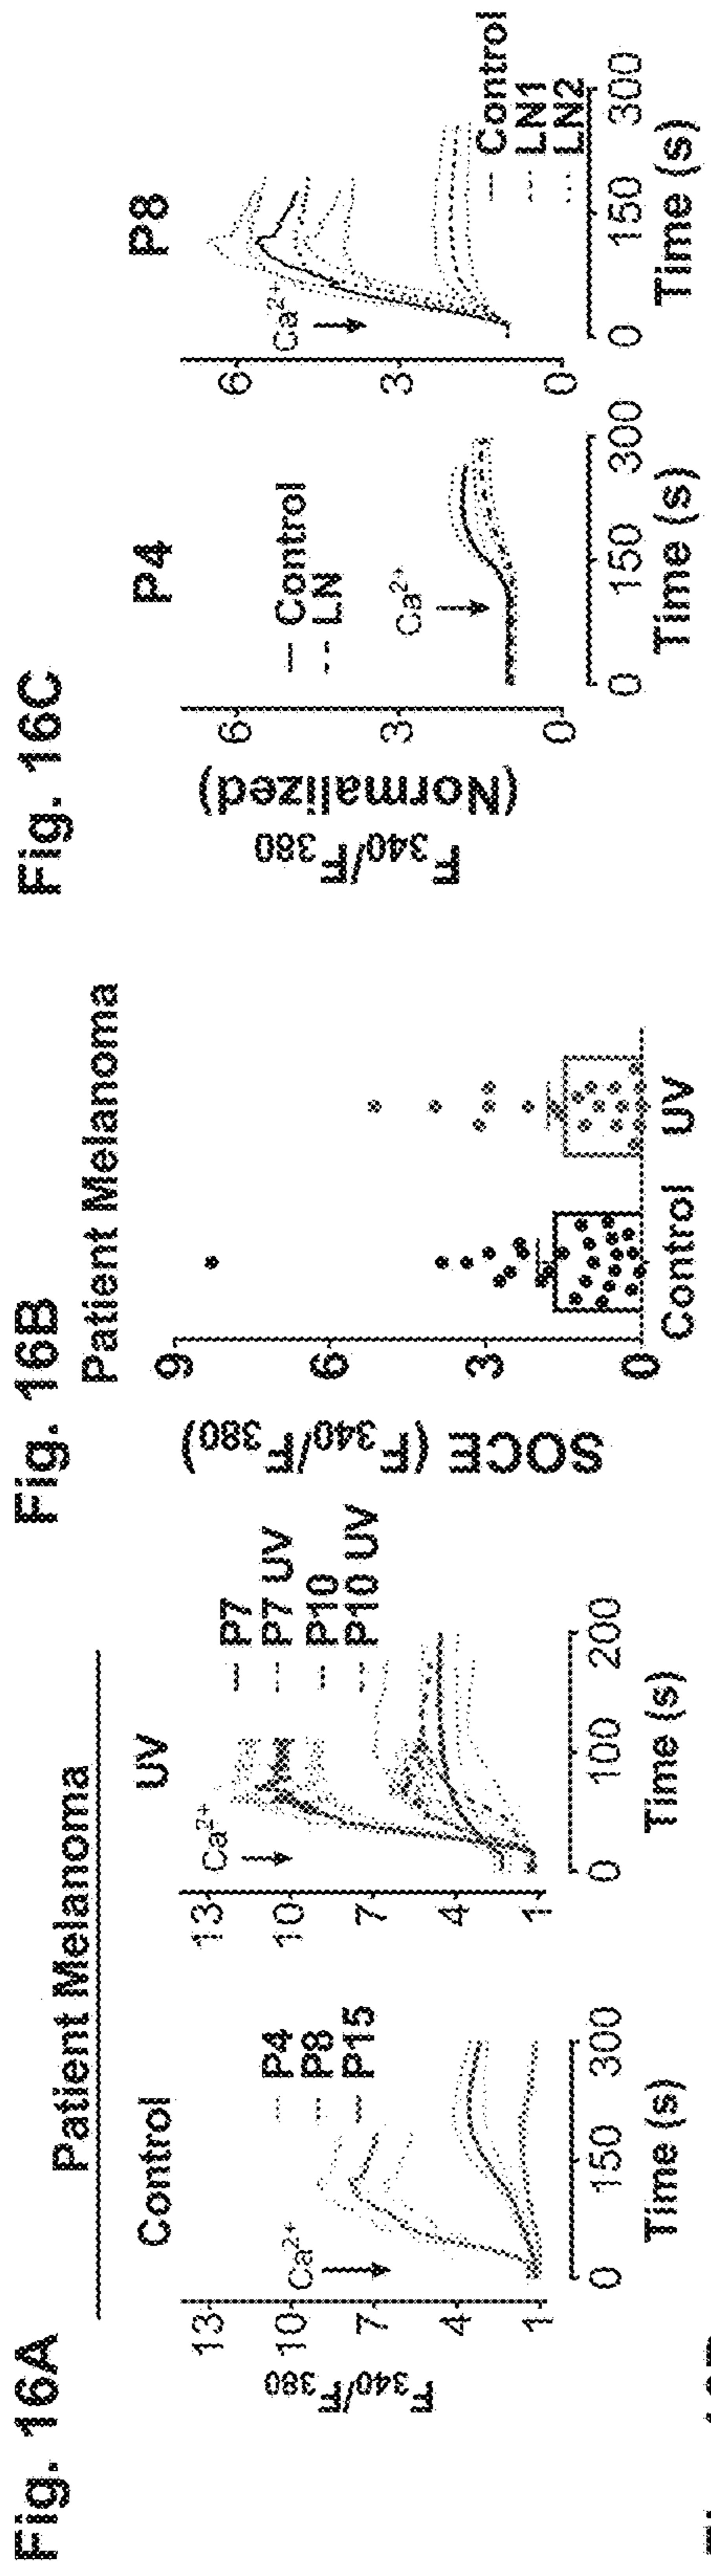 Fig. 16A
Patient Melanoma
Control
F340/F380
13
10
7
4
1
Ca2+
P4
P8
P15
0 150 300
Time (s)
UV
13
10
7
4
1
Ca2+
P7
P7 UV
P10
P10 UV
0 100 200
Time (s)
Fig. 16B
Patient Melanoma
SOCE (F340/F380)
9
6
3
0
Control UV
Fig. 16C
F340/F380
(Normalized)
P4
6
3
0
Control
LN
Ca2+
0 150 300
Time (s)
P8
6
3
0
Ca2+
Control
LN1
LN2
0 150 300
Time (s)